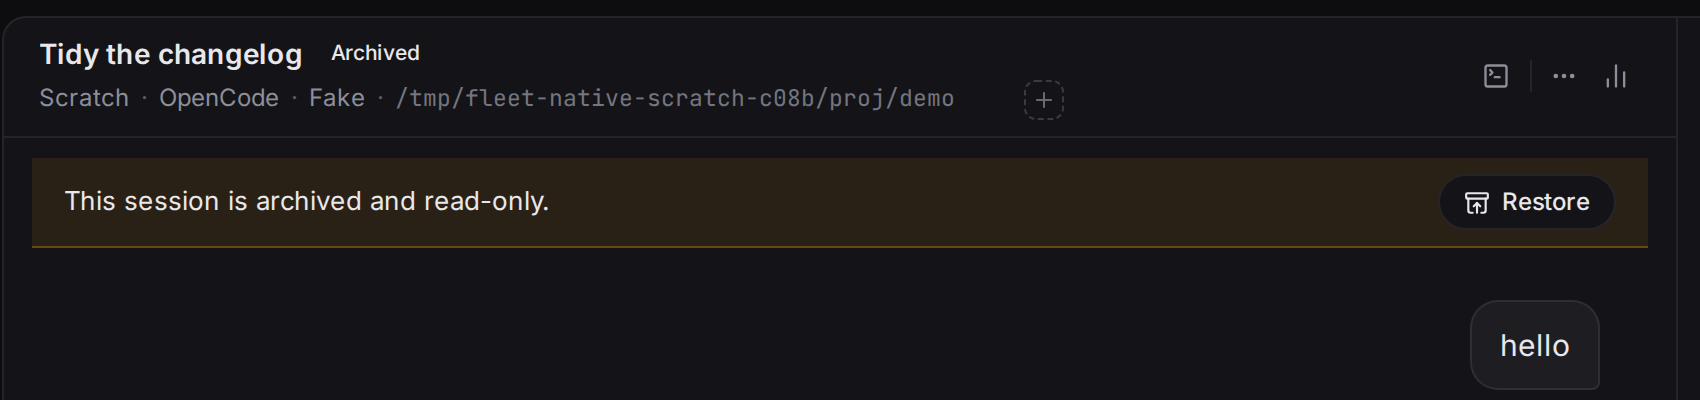 Tidy the changelog Archived
Scratch · OpenCode · Fake · /tmp/fleet-native-scratch-c08b/proj/demo
This session is archived and read-only.
Restore
hello